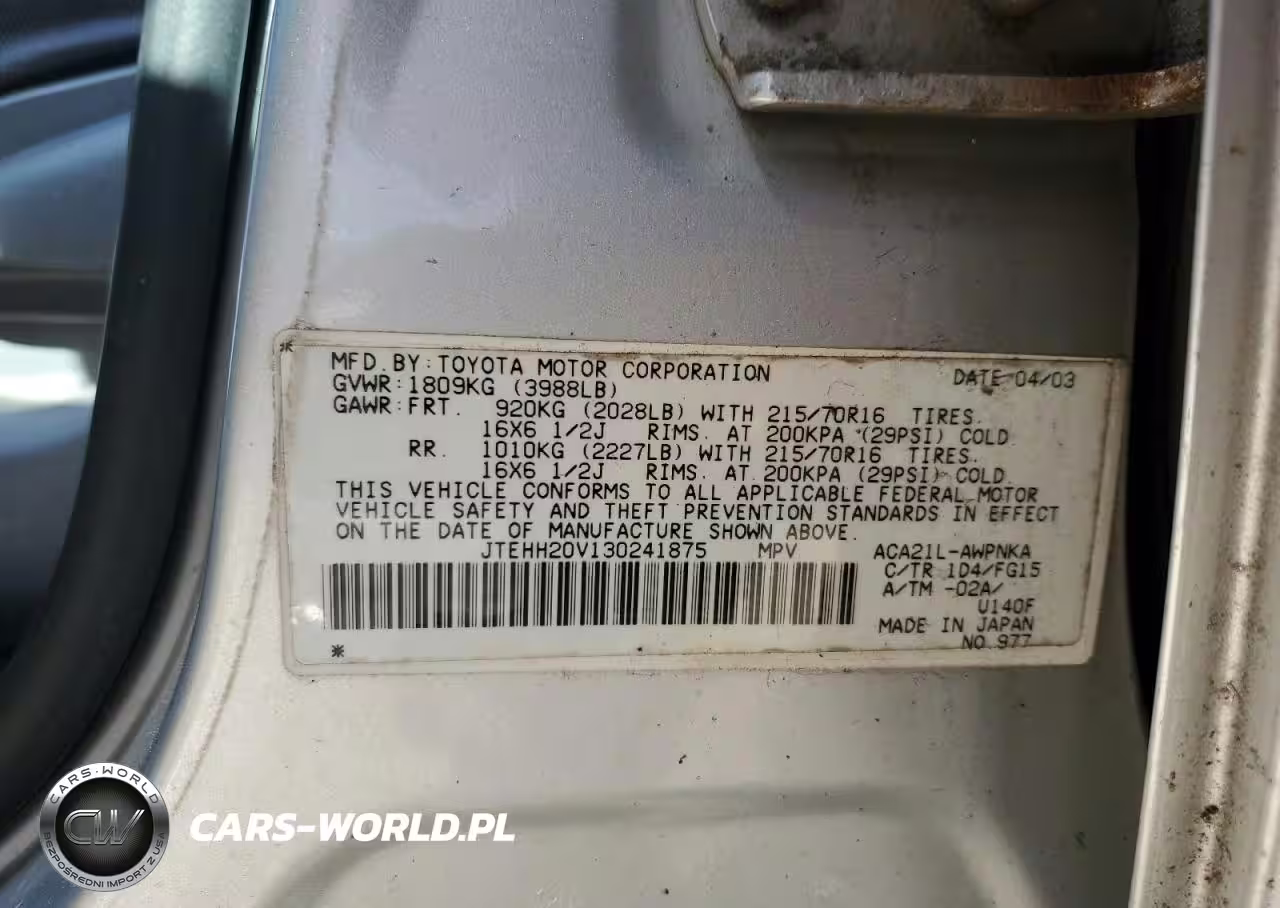 *
MFD. BY: TOYOTA MOTOR CORPORATION DATE 04/03
GVWR: 1809KG (3988LB)
GAWR: FRT. 920KG (2028LB) WITH 215/70R16 TIRES.
16X6 1/2J RIMS. AT 200KPA (29PSI) COLD.
RR. 1010KG (2227LB) WITH 215/70R16 TIRES.
16X6 1/2J RIMS. AT 200KPA (29PSI) COLD.
THIS VEHICLE CONFORMS TO ALL APPLICABLE FEDERAL MOTOR
VEHICLE SAFETY AND THEFT PREVENTION STANDARDS IN EFFECT
ON THE DATE OF MANUFACTURE SHOWN ABOVE.
JTEHH20V130241875 MPV ACA21L-AWPNKA
C/TR 1D4/FG15
A/TM -02A/
U140F
MADE IN JAPAN
* NO.977
CARS-WORLD
CW
BEZPOŚREDNI IMPORT Z USA
CARS-WORLD.PL